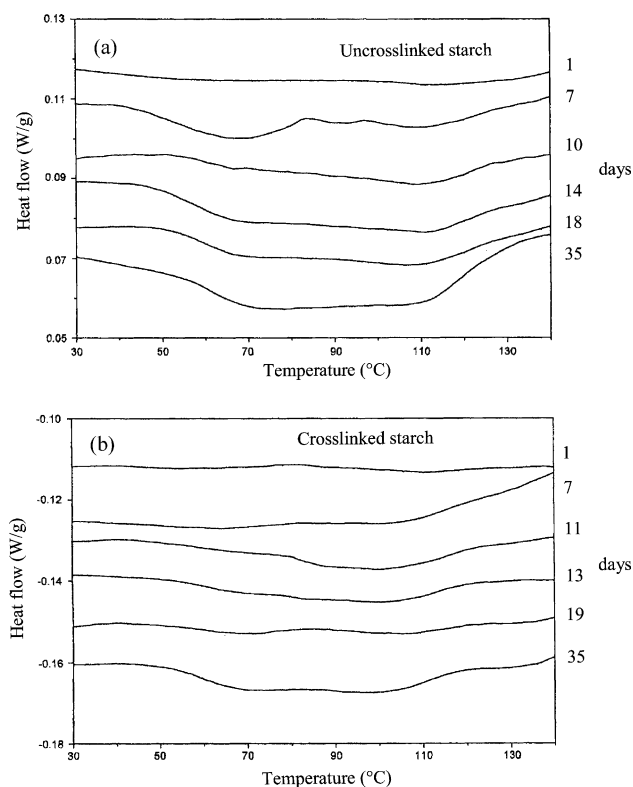 0.13
(a)
Uncrosslinked starch
1
7
0.11
10
Heat flow (W/g)
0.09
days
14
18
0.07
35
0.05
30 50 70 90 110 130
Temperature (°C)
-0.10
(b)
Crosslinked starch
1
7
-0.12
11
Heat flow (W/g)
-0.14
13
days
19
-0.16
35
-0.18
30 50 70 90 110 130
Temperature (°C)